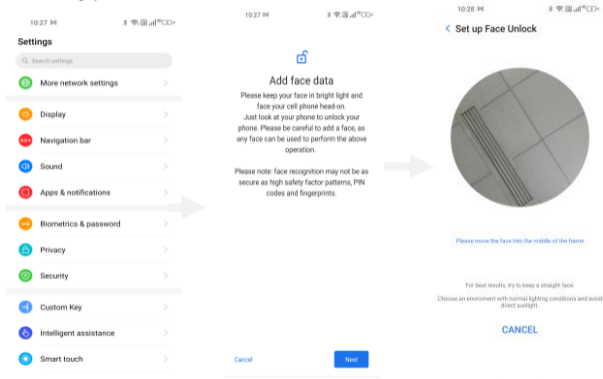 10:27
Settings
Search settings
More network settings
Display
Navigation bar
Sound
Apps & notifications
Biometrics & password
Privacy
Security
Custom Key
Intelligent assistance
Smart touch
10:27
Add face data
Please keep your face in bright light and
face your cell phone head-on.
Just look at your phone to unlock your
phone. Please be careful to add a face, as
any face can be used to perform the above
operation.
Please note: face recognition may not be as
secure as high safety factor patterns, PIN
codes and fingerprints.
Cancel
Next
10:28
Set up Face Unlock
Please move the face into the middle of the frame
For best results, try to keep a straight face.
Choose an enviroment with normal lighting conditions and avoid
direct sunlight.
CANCEL